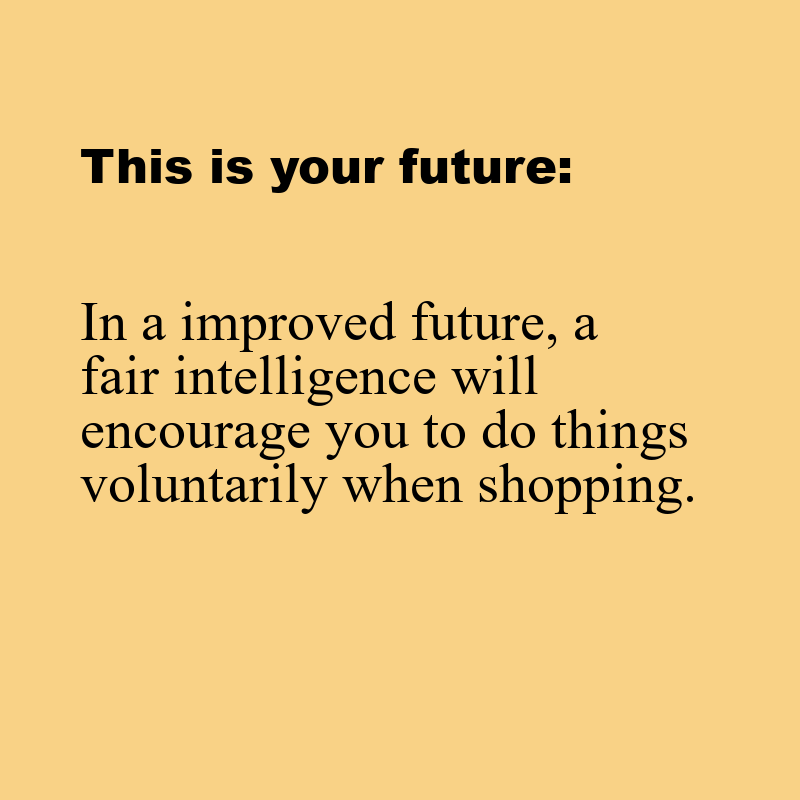 This is your future:
In a improved future, a
fair intelligence will
encourage you to do things
voluntarily when shopping.